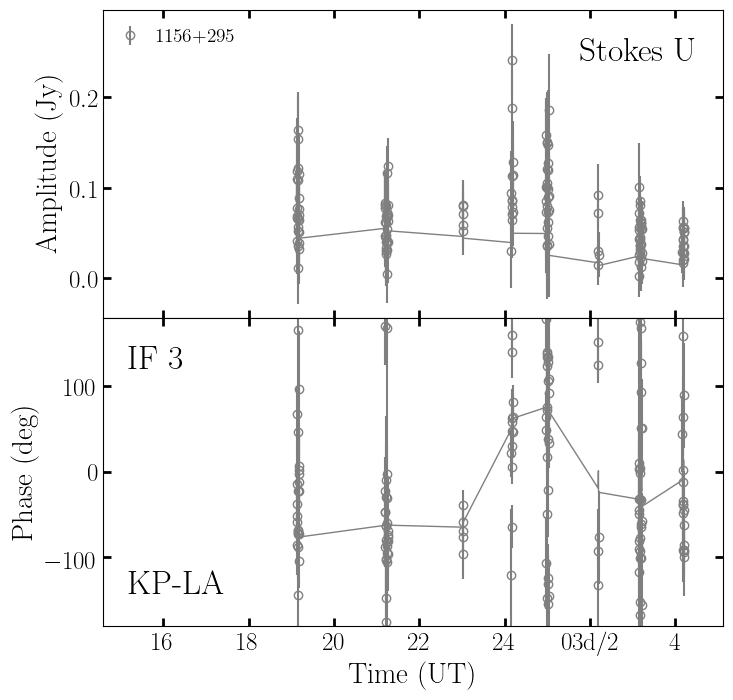 1156+295
Stokes U
Amplitude (Jy)
0.2
0.1
0.0
IF 3
Phase (deg)
100
0
−100
KP-LA
16 18 20 22 24 03d/2 4
Time (UT)